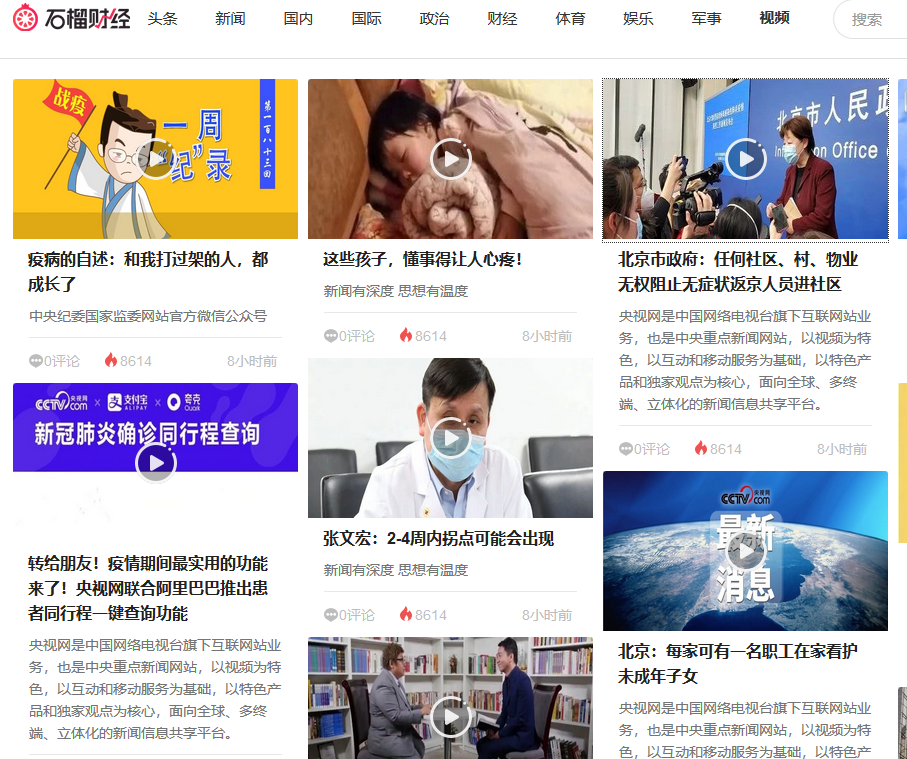 石榴财经
头条 新闻 国内 国际 政治 财经 体育 娱乐 军事 视频
搜索
战疫
一周
“纪”录
第一百八十三回
疫病的自述：和我打过架的人，都
成长了
中央纪委国家监委网站官方微信公众号
0评论 8614 8小时前
CCTV.com 央视网 × 支付宝 ALIPAY × 夸克 Quark
新冠肺炎确诊同行程查询
转给朋友！疫情期间最实用的功能
来了！央视网联合阿里巴巴推出患
者同行程一键查询功能
央视网是中国网络电视台旗下互联网站业
务，也是中央重点新闻网站，以视频为特
色，以互动和移动服务为基础，以特色产
品和独家观点为核心，面向全球、多终
端、立体化的新闻信息共享平台。
这些孩子，懂事得让人心疼！
新闻有深度 思想有温度
0评论 8614 8小时前
张文宏：2-4周内拐点可能会出现
新闻有深度 思想有温度
0评论 8614 8小时前
北京市人民政
Office
北京市政府：任何社区、村、物业
无权阻止无症状返京人员进社区
央视网是中国网络电视台旗下互联网站业
务，也是中央重点新闻网站，以视频为特
色，以互动和移动服务为基础，以特色产
品和独家观点为核心，面向全球、多终
端、立体化的新闻信息共享平台。
0评论 8614 8小时前
CCTV.com 央视网
最新
消息
北京：每家可有一名职工在家看护
未成年子女
央视网是中国网络电视台旗下互联网站业
务，也是中央重点新闻网站，以视频为特
色，以互动和移动服务为基础，以特色产